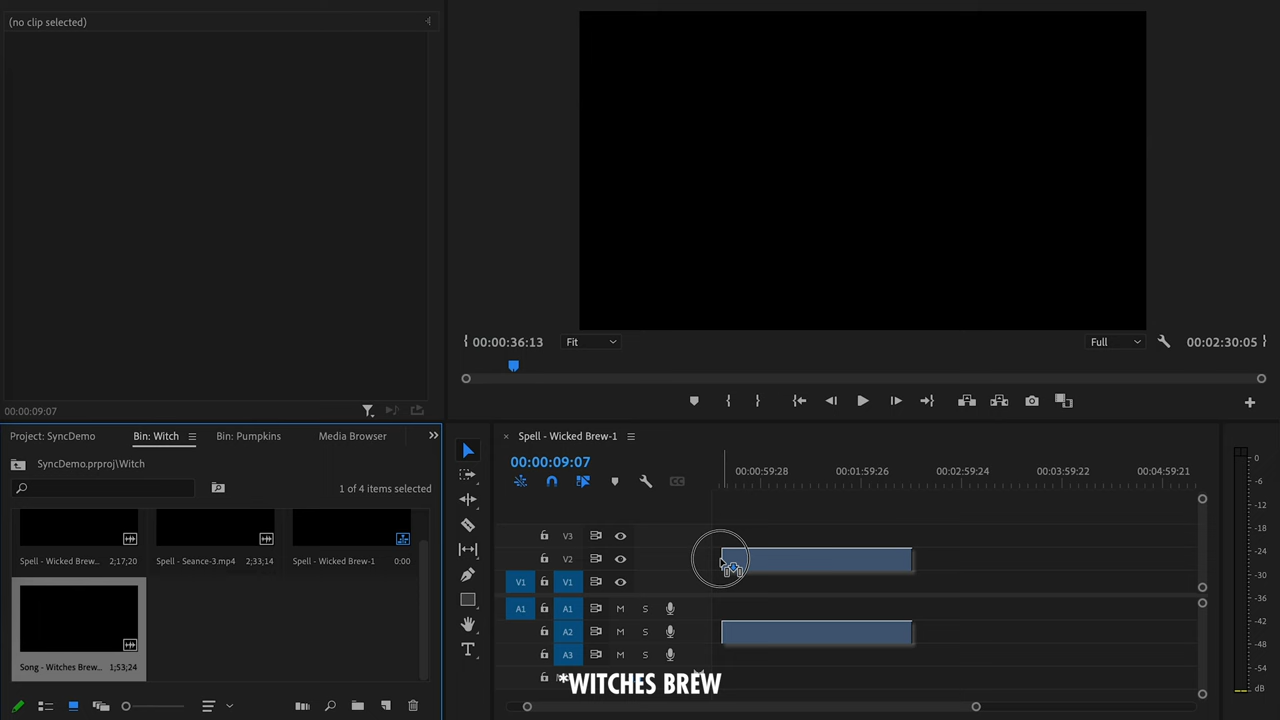 (no clip selected)
00:00:36:13
Fit
Full
00:02:30:05
00:00:09:07
Project: SyncDemo
Bin: Witch
Bin: Pumpkins
Media Browser
SyncDemo.prproj\Witch
1 of 4 items selected
Spell - Wicked Brew... 2;17;20
Spell - Seance-3.mp4 2;33;14
Spell - Wicked Brew-1 0:00
Song - Witches Brew... 1;53;24
× Spell - Wicked Brew-1
00:00:09:07
00:00:59:28 00:01:59:26 00:02:59:24 00:03:59:22 00:04:59:21
V3
V2
V1 V1
A1 A1 M S
A2 M S
A3 M S
*WITCHES BREW
0
-6
-12
-18
-24
-30
-36
-42
-48
-54
dB